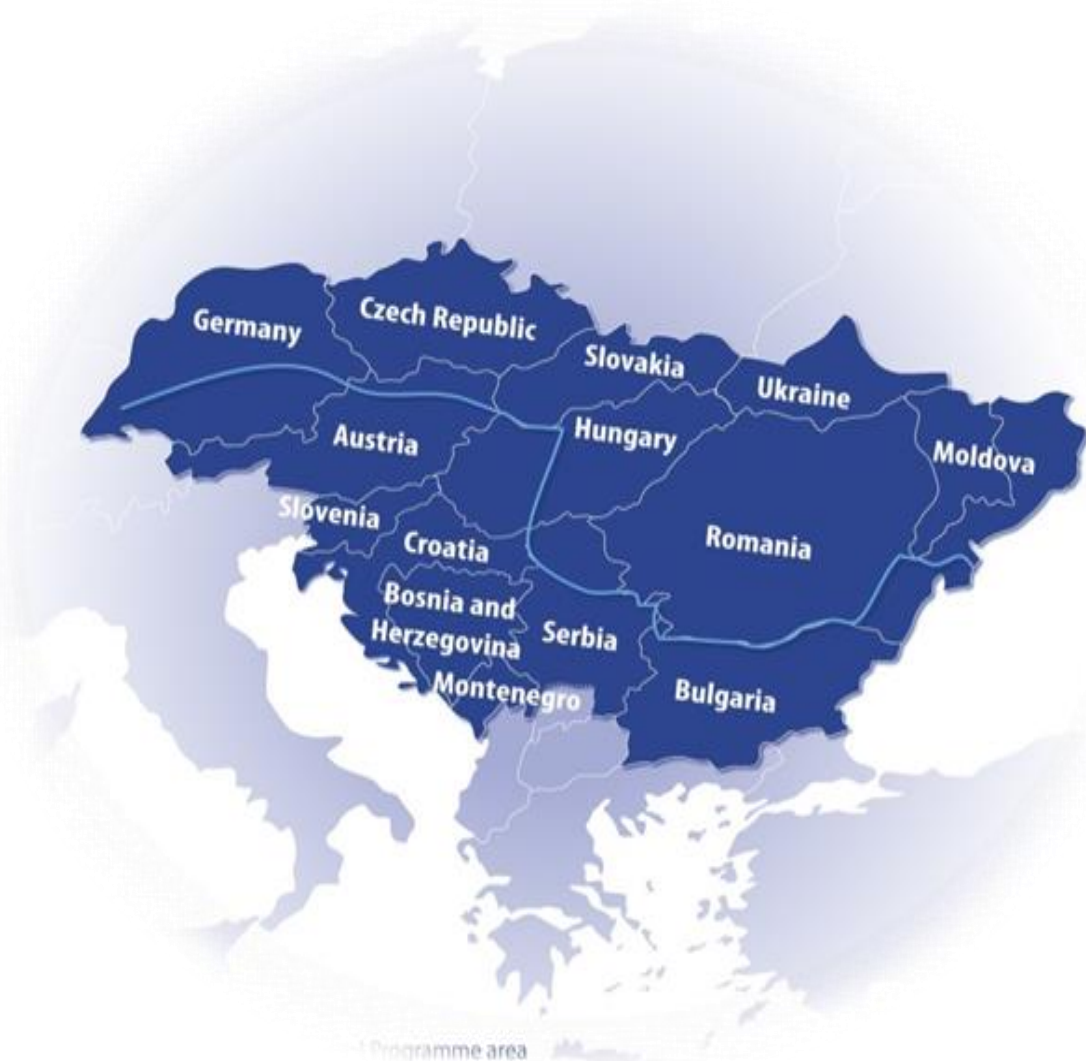 Germany
Czech Republic
Slovakia
Ukraine
Austria
Hungary
Moldova
Slovenia
Croatia
Romania
Bosnia and
Herzegovina
Serbia
Montenegro
Bulgaria
Programme area